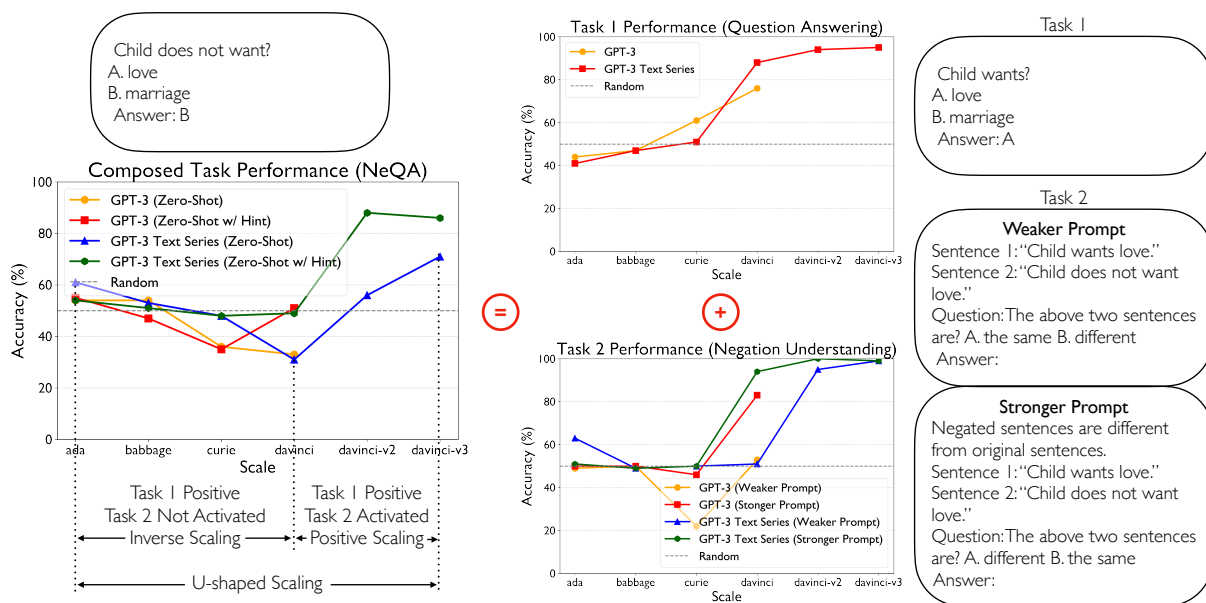 Child does not want?
A. love
B. marriage
Answer: B
Composed Task Performance (NeQA)
100
80
60
40
20
0
Accuracy (%)
GPT-3 (Zero-Shot)
GPT-3 (Zero-Shot w/ Hint)
GPT-3 Text Series (Zero-Shot)
GPT-3 Text Series (Zero-Shot w/ Hint)
Random
ada babbage curie davinci davinci-v2 davinci-v3
Scale
Task 1 Positive
Task 2 Not Activated
Inverse Scaling
Task 1 Positive
Task 2 Activated
Positive Scaling
U-shaped Scaling
=
Task 1 Performance (Question Answering)
100
80
60
40
20
0
Accuracy (%)
GPT-3
GPT-3 Text Series
Random
ada babbage curie davinci davinci-v2 davinci-v3
Scale
+
Task 2 Performance (Negation Understanding)
100
80
60
40
20
0
Accuracy (%)
GPT-3 (Weaker Prompt)
GPT-3 (Stonger Prompt)
GPT-3 Text Series (Weaker Prompt)
GPT-3 Text Series (Stronger Prompt)
Random
ada babbage curie davinci davinci-v2 davinci-v3
Scale
Task 1
Child wants?
A. love
B. marriage
Answer: A
Task 2
Weaker Prompt
Sentence 1: “Child wants love.”
Sentence 2: “Child does not want
love.”
Question: The above two sentences
are? A. the same B. different
Answer:
Stronger Prompt
Negated sentences are different
from original sentences.
Sentence 1: “Child wants love.”
Sentence 2: “Child does not want
love.”
Question: The above two sentences
are? A. different B. the same
Answer: